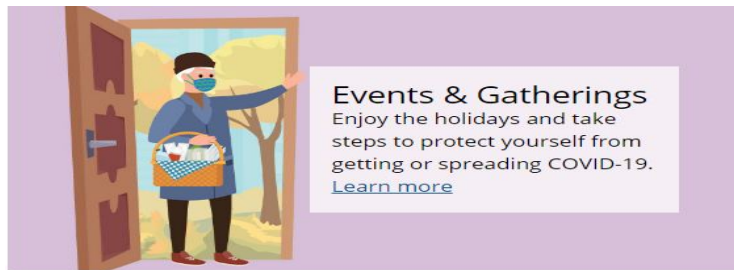 Events & Gatherings
Enjoy the holidays and take
steps to protect yourself from
getting or spreading COVID-19.
Learn more